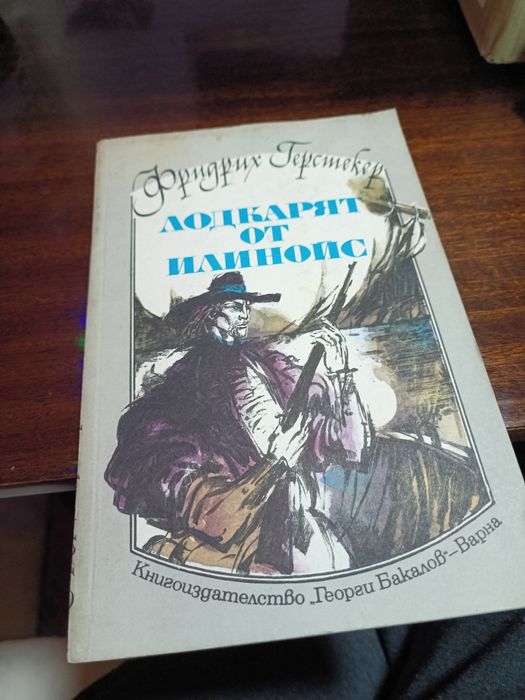 Фридрих Герстекер
ЛОДКАРЯТ
ОТ
ИЛИНОЙС
Книгоиздателство „Георги Бакалов“ – Варна